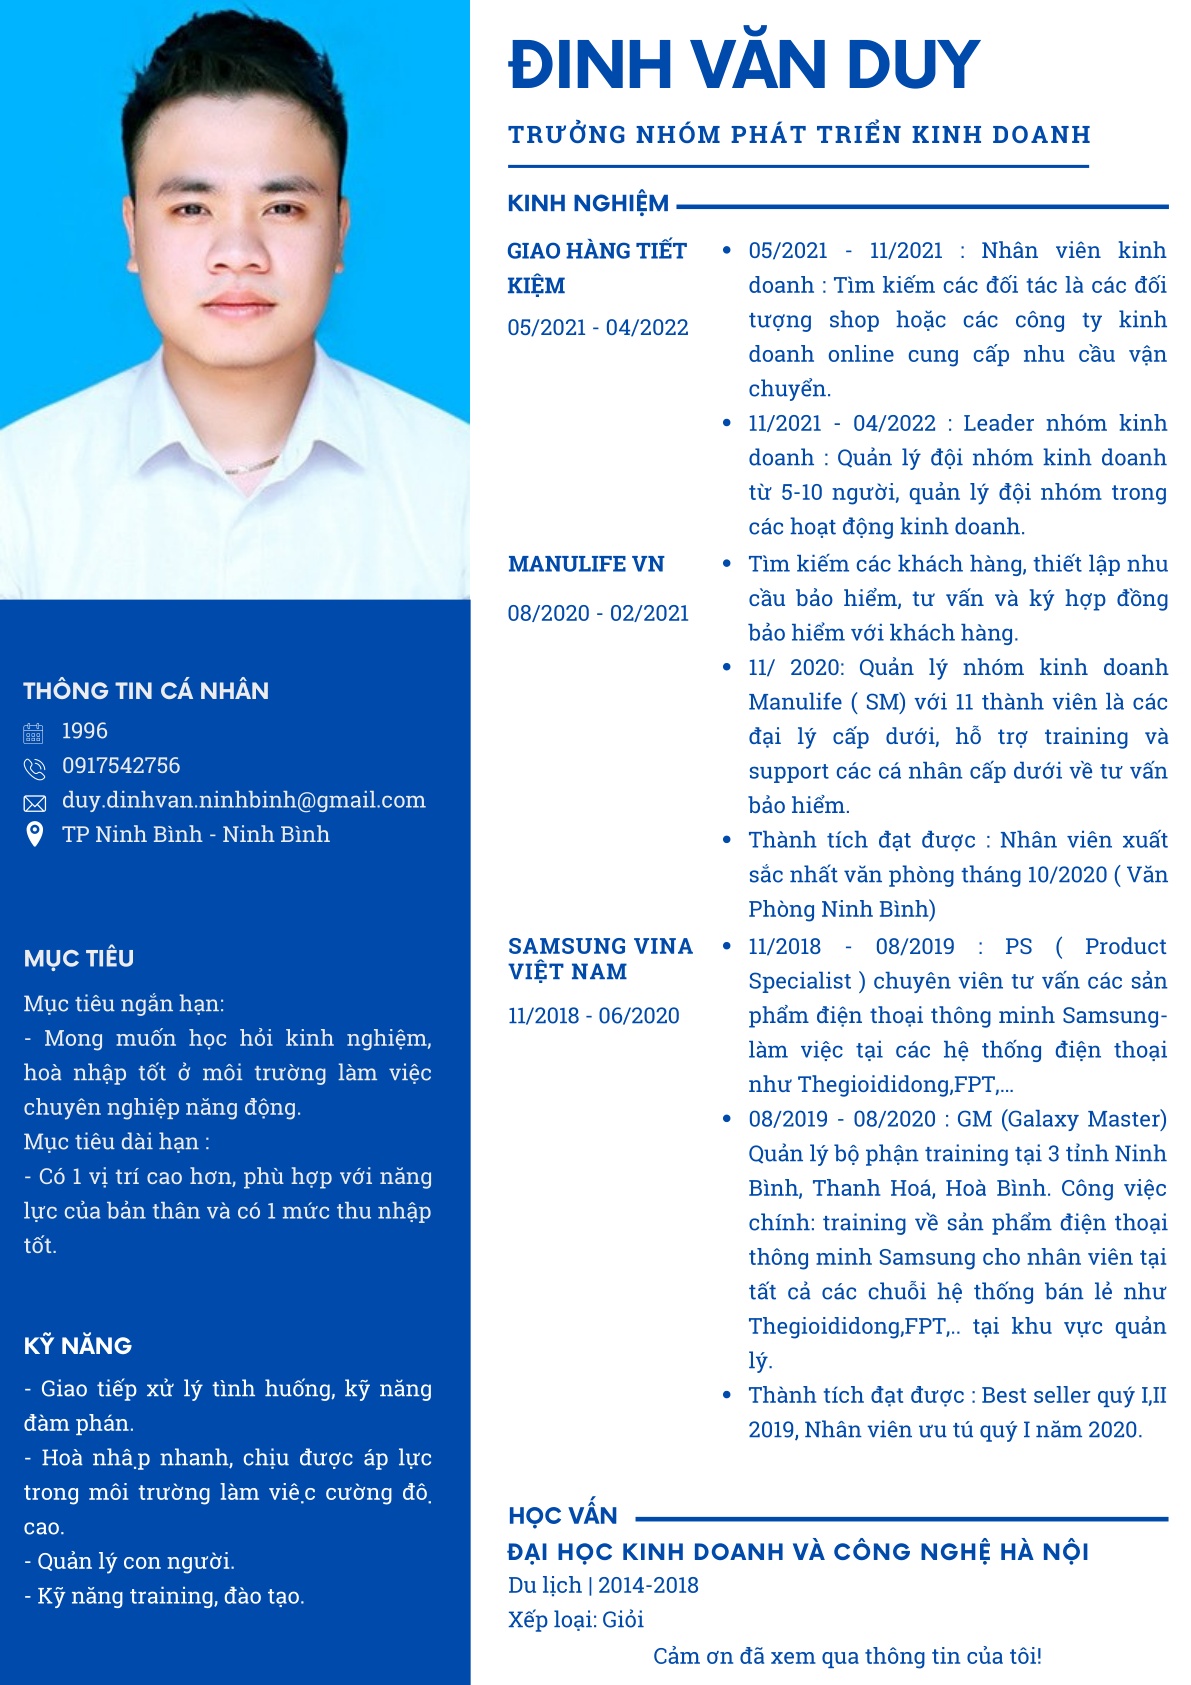 ĐINH VĂN DUY
TRƯỞNG NHÓM PHÁT TRIỂN KINH DOANH
KINH NGHIỆM
GIAO HÀNG TIẾT
KIỆM
05/2021 - 04/2022
05/2021 - 11/2021 : Nhân viên kinh
doanh : Tìm kiếm các đối tác là các đối
tượng shop hoặc các công ty kinh
doanh online cung cấp nhu cầu vận
chuyển.
11/2021 - 04/2022 : Leader nhóm kinh
doanh : Quản lý đội nhóm kinh doanh
từ 5-10 người, quản lý đội nhóm trong
các hoạt động kinh doanh.
MANULIFE VN
08/2020 - 02/2021
Tìm kiếm các khách hàng, thiết lập nhu
cầu bảo hiểm, tư vấn và ký hợp đồng
bảo hiểm với khách hàng.
11/ 2020: Quản lý nhóm kinh doanh
Manulife ( SM) với 11 thành viên là các
đại lý cấp dưới, hỗ trợ training và
support các cá nhân cấp dưới về tư vấn
bảo hiểm.
Thành tích đạt được : Nhân viên xuất
sắc nhất văn phòng tháng 10/2020 ( Văn
Phòng Ninh Bình)
SAMSUNG VINA
VIỆT NAM
11/2018 - 06/2020
11/2018 - 08/2019 : PS ( Product
Specialist ) chuyên viên tư vấn các sản
phẩm điện thoại thông minh Samsung-
làm việc tại các hệ thống điện thoại
như Thegioididong,FPT,...
08/2019 - 08/2020 : GM (Galaxy Master)
Quản lý bộ phận training tại 3 tỉnh Ninh
Bình, Thanh Hoá, Hoà Bình. Công việc
chính: training về sản phẩm điện thoại
thông minh Samsung cho nhân viên tại
tất cả các chuỗi hệ thống bán lẻ như
Thegioididong,FPT,.. tại khu vực quản
lý.
Thành tích đạt được : Best seller quý I,II
2019, Nhân viên ưu tú quý I năm 2020.
HỌC VẤN
ĐẠI HỌC KINH DOANH VÀ CÔNG NGHỆ HÀ NỘI
Du lịch | 2014-2018
Xếp loại: Giỏi
Cảm ơn đã xem qua thông tin của tôi!
THÔNG TIN CÁ NHÂN
1996
0917542756
duy.dinhvan.ninhbinh@gmail.com
TP Ninh Bình - Ninh Bình
MỤC TIÊU
Mục tiêu ngắn hạn:
- Mong muốn học hỏi kinh nghiệm,
hoà nhập tốt ở môi trường làm việc
chuyên nghiệp năng động.
Mục tiêu dài hạn :
- Có 1 vị trí cao hơn, phù hợp với năng
lực của bản thân và có 1 mức thu nhập
tốt.
KỸ NĂNG
- Giao tiếp xử lý tình huống, kỹ năng
đàm phán.
- Hoà nhập nhanh, chịu được áp lực
trong môi trường làm việc cường độ
cao.
- Quản lý con người.
- Kỹ năng training, đào tạo.